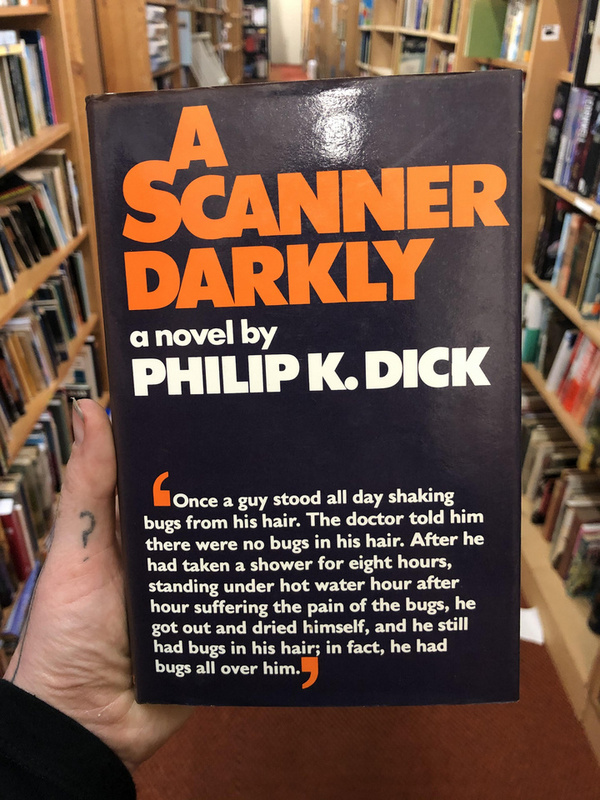 A
SCANNER
DARKLY
a novel by
PHILIP K. DICK
‘Once a guy stood all day shaking
bugs from his hair. The doctor told him
there were no bugs in his hair. After he
had taken a shower for eight hours,
standing under hot water hour after
hour suffering the pain of the bugs, he
got out and dried himself, and he still
had bugs in his hair; in fact, he had
bugs all over him.’
?